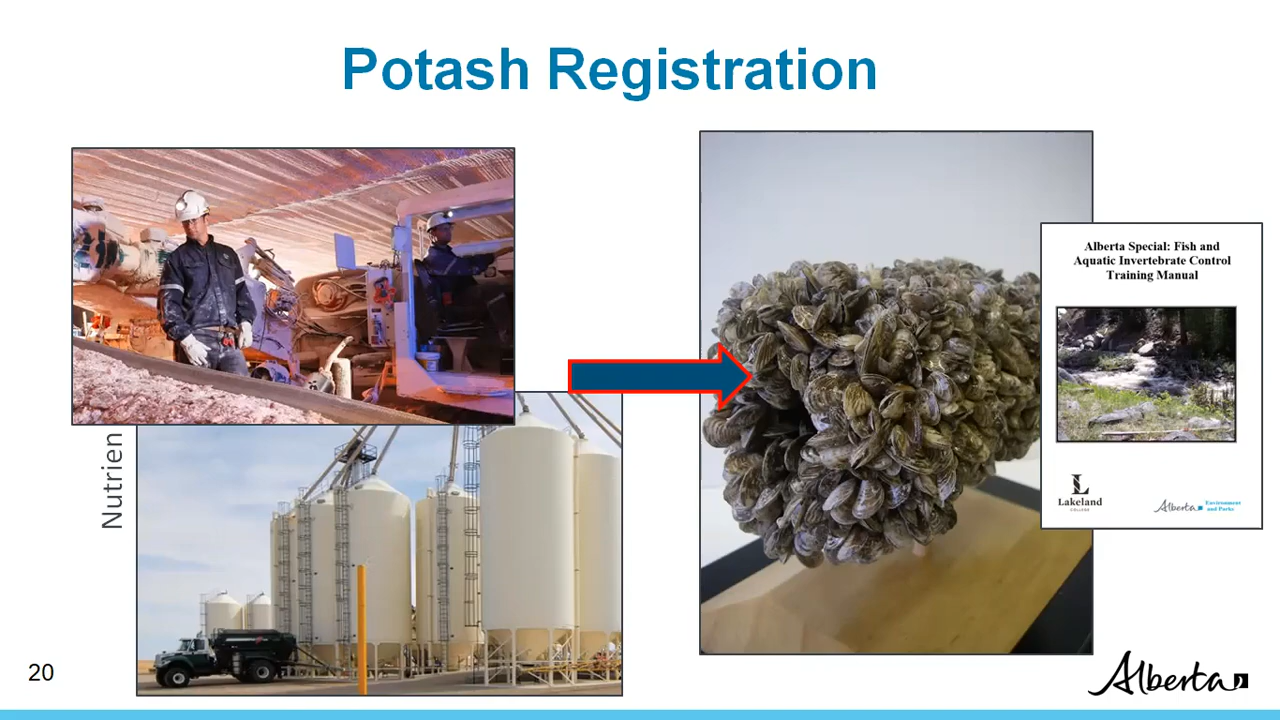 Potash Registration
Nutrien
Alberta Special: Fish and
Aquatic Invertebrate Control
Training Manual
L
Lakeland
COLLEGE
Alberta
Environment
and Parks
20
Alberta